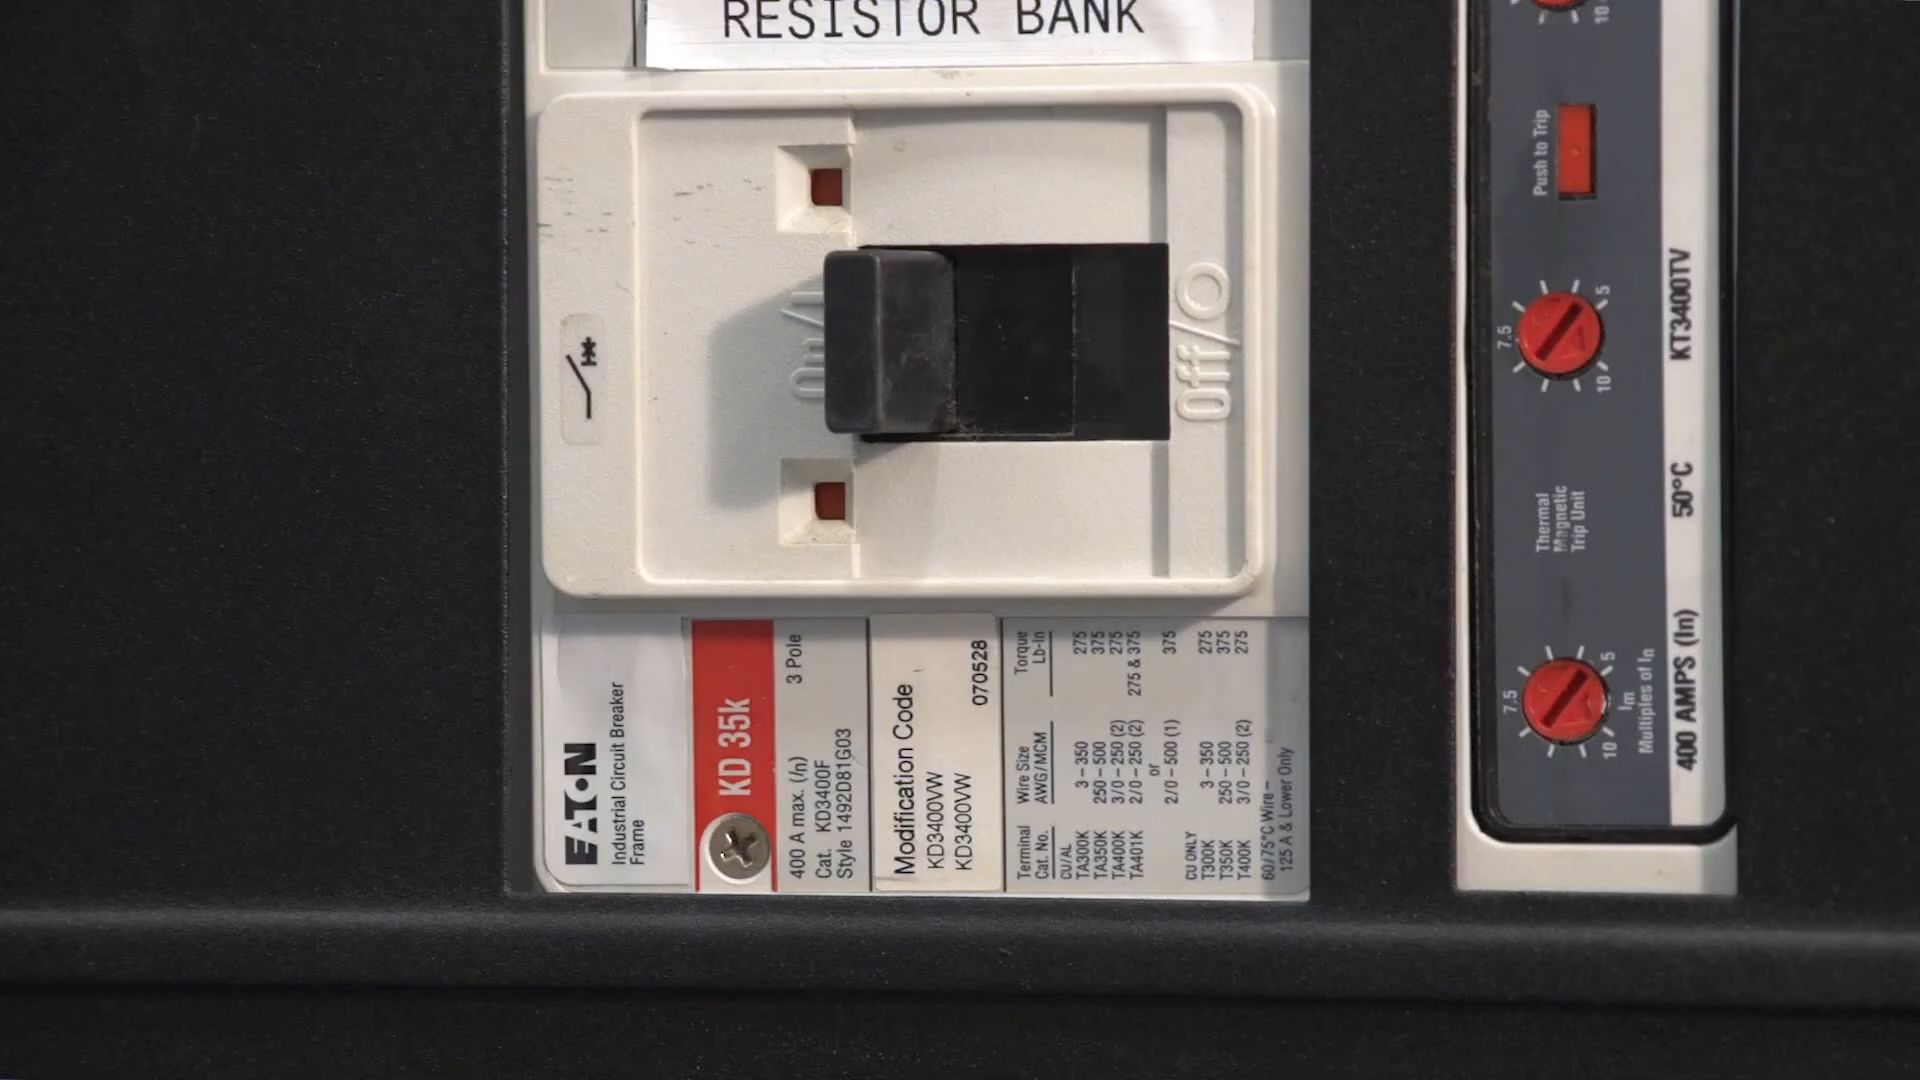 RESISTOR BANK
On/I
Off/O
EATON
Industrial Circuit Breaker
Frame
KD 35k
3 Pole
400 A max. (In)
Cat. KD3400F
Style 1492D81G03
Modification Code
070528
KD3400VW
KD3400VW
Terminal Wire Size Torque
Cat. No. AWG/MCM Lb-In
CU/AL
TA300K 3 – 350 275
TA350K 250 – 500 375
TA400K 3/0 – 250 (2) 275
TA401K 2/0 – 250 (2) 275 & 375
or
2/0 – 500 (1) 375
CU ONLY
T300K 3 – 350 275
T350K 250 – 500 375
T400K 3/0 – 250 (2) 275
60/75°C Wire –
125 A & Lower Only
10
Push to Trip
7.5
5
10
Thermal
Magnetic
Trip Unit
7.5
5
10
Im
Multiples of In
400 AMPS (In) 50°C KT3400TV